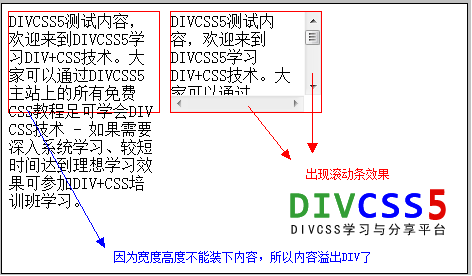 DIVCSS5测试内容,
欢迎来到DIVCSS5学
习DIV+CSS技术。大
家可以通过DIVCSS5
主站上的所有免费
CSS教程足可学会DIV
CSS技术 - 如果需要
深入系统学习、较短
时间达到理想学习效
果可参加DIV+CSS培
训班学习。
DIVCSS5测试内
容，欢迎来到
DIVCSS5学习
DIV+CSS技术。大
家可以通过
出现滚动条效果
DIVCSS5
DIVCSS学习与分享平台
因为宽度高度不能装下内容，所以内容溢出DIV了